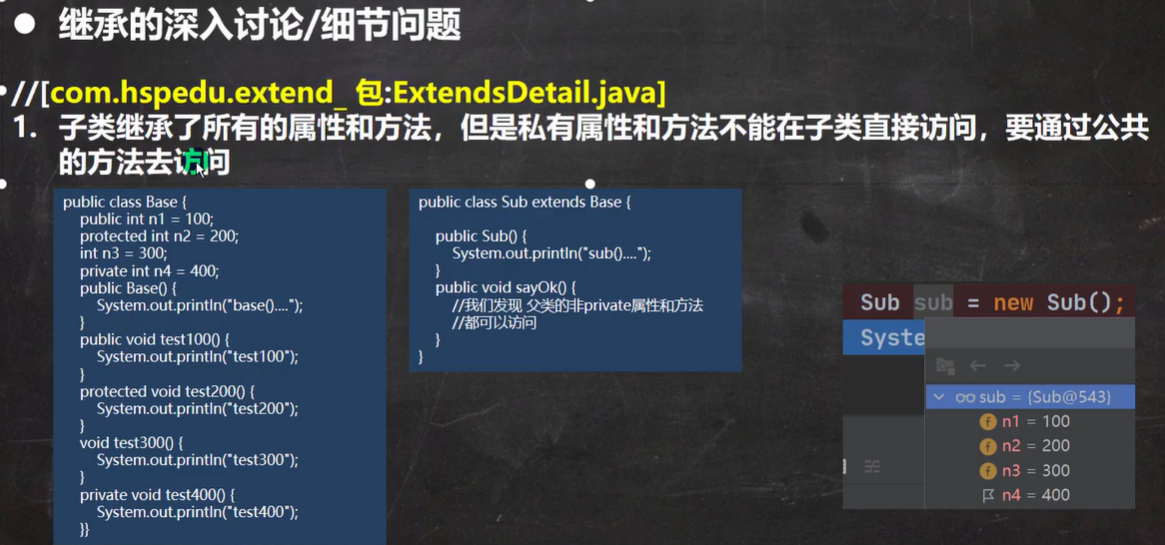 ● 继承的深入讨论/细节问题
//[com.hspedu.extend_ 包:ExtendsDetail.java]
1. 子类继承了所有的属性和方法，但是私有属性和方法不能在子类直接访问，要通过公共
的方法去访问
public class Base {
public int n1 = 100;
protected int n2 = 200;
int n3 = 300;
private int n4 = 400;
public Base() {
System.out.println("base()....");
}
public void test100() {
System.out.println("test100");
}
protected void test200() {
System.out.println("test200");
}
void test300() {
System.out.println("test300");
}
private void test400() {
System.out.println("test400");
}}
public class Sub extends Base {
public Sub() {
System.out.println("sub()....");
}
public void sayOk() {
//我们发现 父类的非private属性和方法
//都可以访问
}
}
Sub sub = new Sub();
Syste
sub = {Sub@543}
n1 = 100
n2 = 200
n3 = 300
n4 = 400